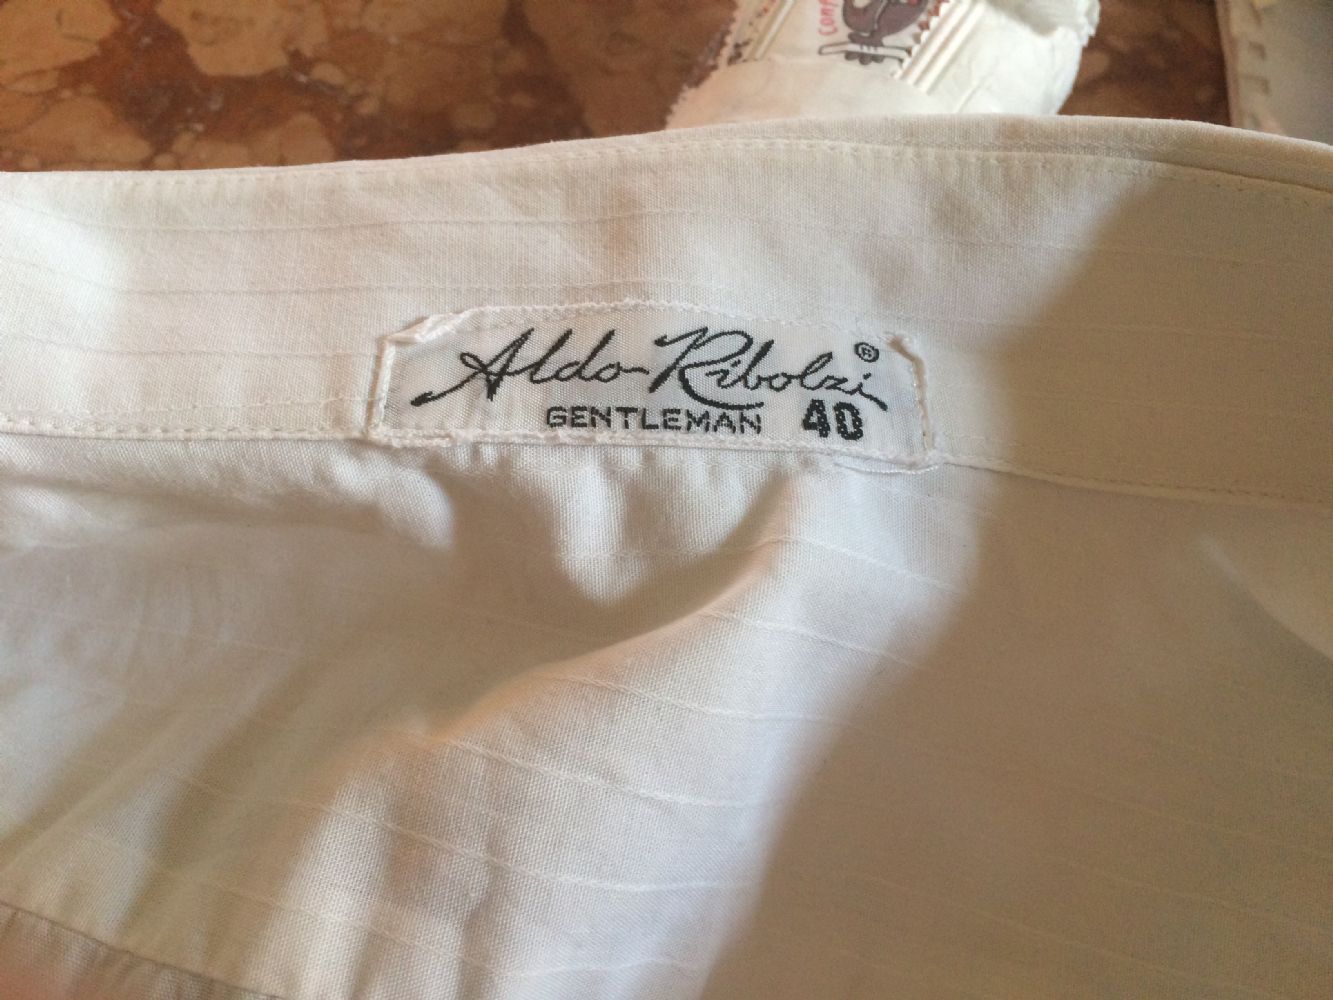 Aldo Ribolzi ®
GENTLEMAN 40